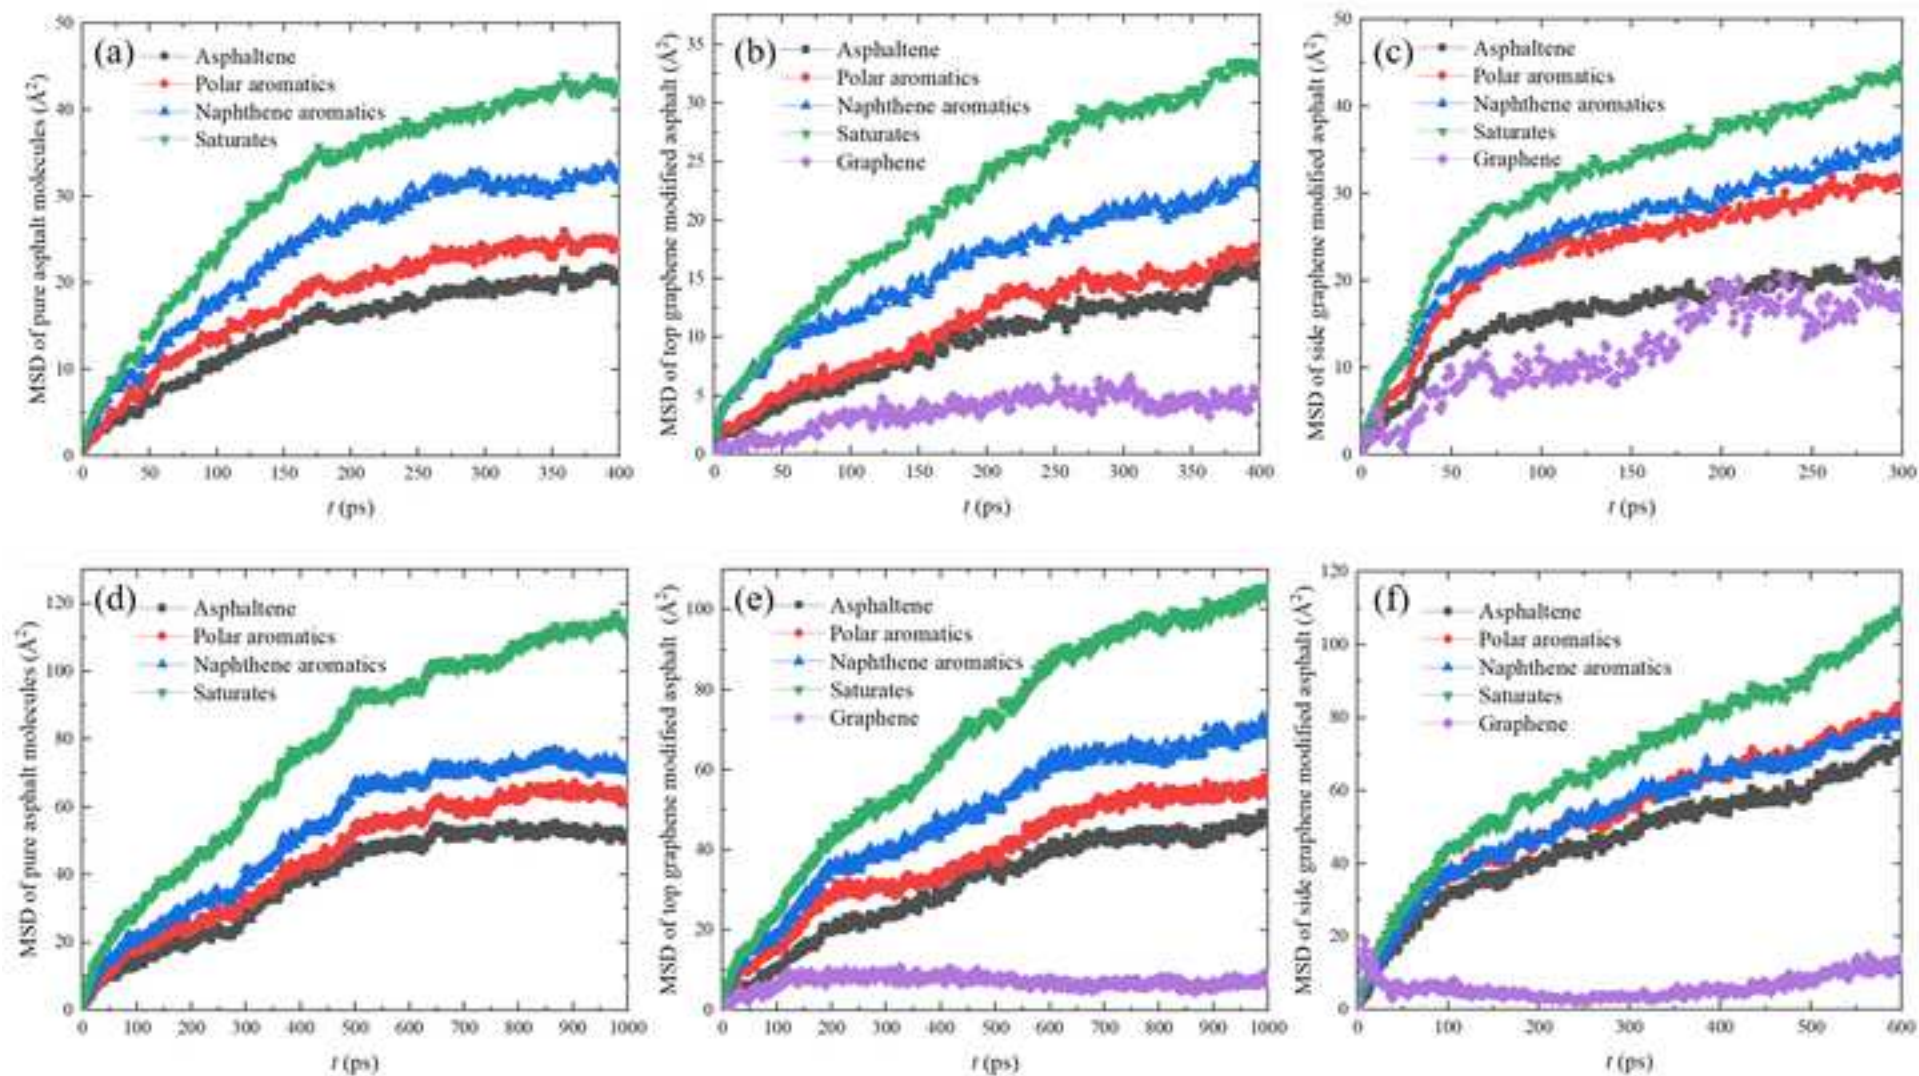 (a)
Asphaltene
Polar aromatics
Naphthene aromatics
Saturates
MSD of pure asphalt molecules (Å²)
50
40
30
20
10
0
0 50 100 150 200 250 300 350 400
t (ps)
(b)
Asphaltene
Polar aromatics
Naphthene aromatics
Saturates
Graphene
MSD of top graphene modified asphalt (Å²)
35
30
25
20
15
10
5
0
0 50 100 150 200 250 300 350 400
t (ps)
(c)
Asphaltene
Polar aromatics
Naphthene aromatics
Saturates
Graphene
MSD of side graphene modified asphalt (Å²)
50
40
30
20
10
0
0 50 100 150 200 250 300
t (ps)
(d)
Asphaltene
Polar aromatics
Naphthene aromatics
Saturates
MSD of pure asphalt molecules (Å²)
120
100
80
60
40
20
0
0 100 200 300 400 500 600 700 800 900 1000
t (ps)
(e)
Asphaltene
Polar aromatics
Naphthene aromatics
Saturates
Graphene
MSD of top graphene modified asphalt (Å²)
100
80
60
40
20
0
0 100 200 300 400 500 600 700 800 900 1000
t (ps)
(f)
Asphaltene
Polar aromatics
Naphthene aromatics
Saturates
Graphene
MSD of side graphene modified asphalt (Å²)
120
100
80
60
40
20
0
0 100 200 300 400 500 600
t (ps)